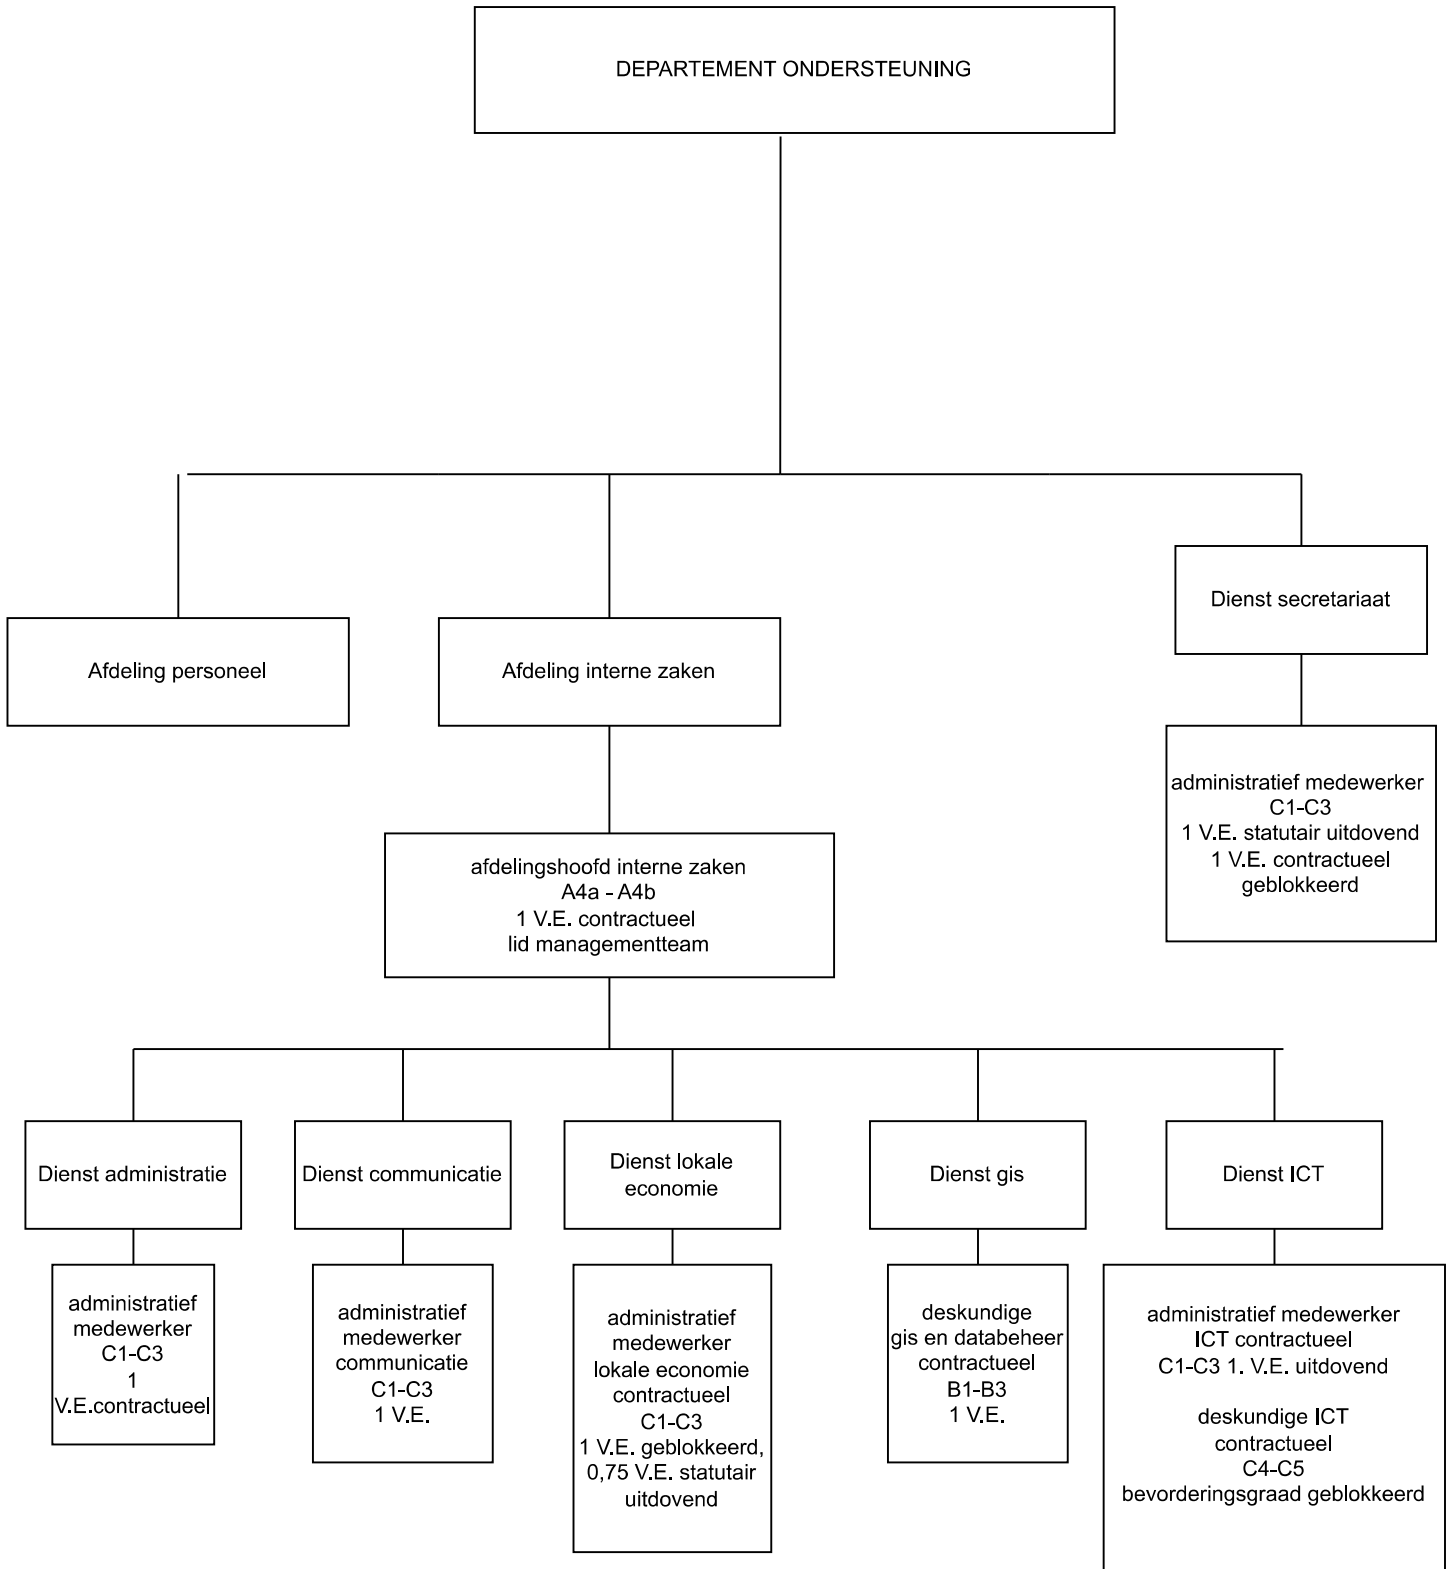 DEPARTEMENT ONDERSTEUNING
Dienst secretariaat
Afdeling personeel
Afdeling interne zaken
administratief medewerker
C1-C3
1 V.E. statutair uitdovend
1 V.E. contractueel
geblokkeerd
afdelingshoofd interne zaken
A4a - A4b
1 V.E. contractueel
lid managementteam
Dienst administratie
Dienst communicatie
Dienst lokale
economie
Dienst gis
Dienst ICT
administratief
medewerker
C1-C3
1
V.E.contractueel
administratief
medewerker
communicatie
C1-C3
1 V.E.
administratief
medewerker
lokale economie
contractueel
C1-C3
1 V.E. geblokkeerd,
0,75 V.E. statutair
uitdovend
deskundige
gis en databeheer
contractueel
B1-B3
1 V.E.
administratief medewerker
ICT contractueel
C1-C3 1. V.E. uitdovend
deskundige ICT
contractueel
C4-C5
bevorderingsgraad geblokkeerd